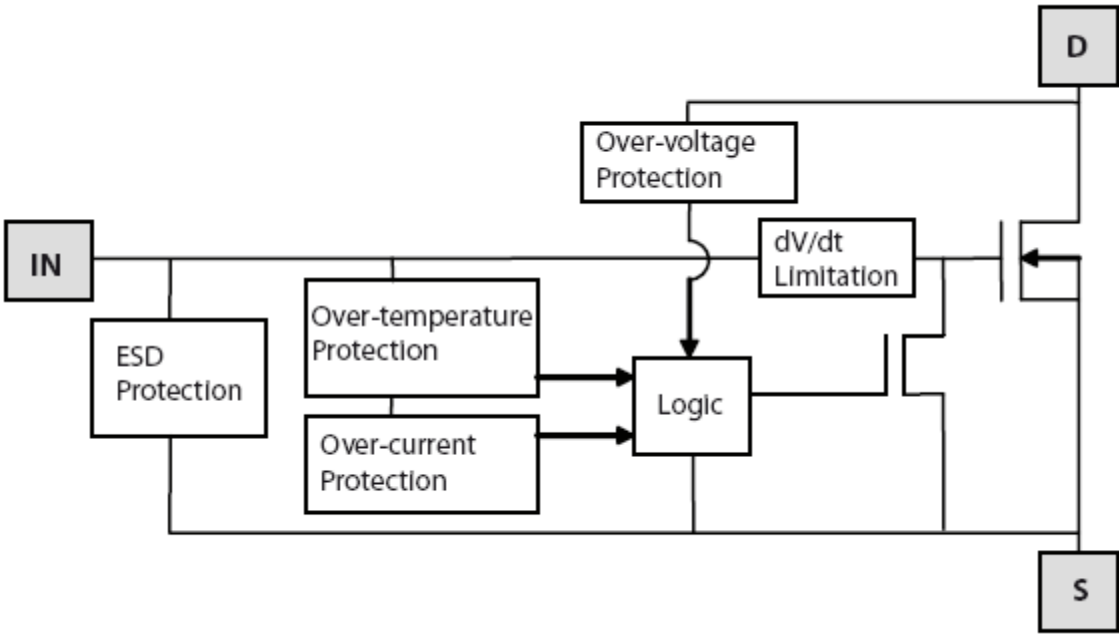 D
Over-voltage
Protection
IN
dV/dt
Limitation
Over-temperature
Protection
ESD
Protection
Logic
Over-current
Protection
S